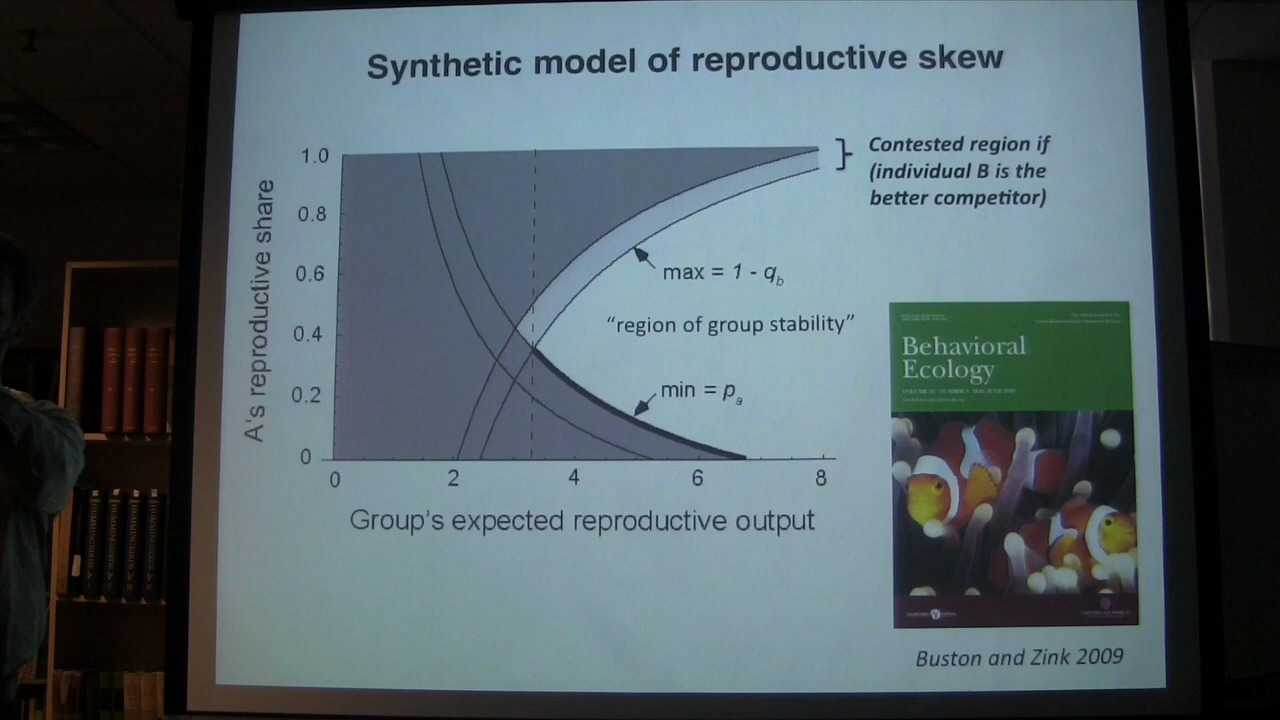 Synthetic model of reproductive skew
A's reproductive share
1.0
0.8
0.6
0.4
0.2
0
0 2 4 6 8
Group's expected reproductive output
Contested region if
(individual B is the
better competitor)
max = 1 - q_b
"region of group stability"
min = p_a
Behavioral
Ecology
Buston and Zink 2009